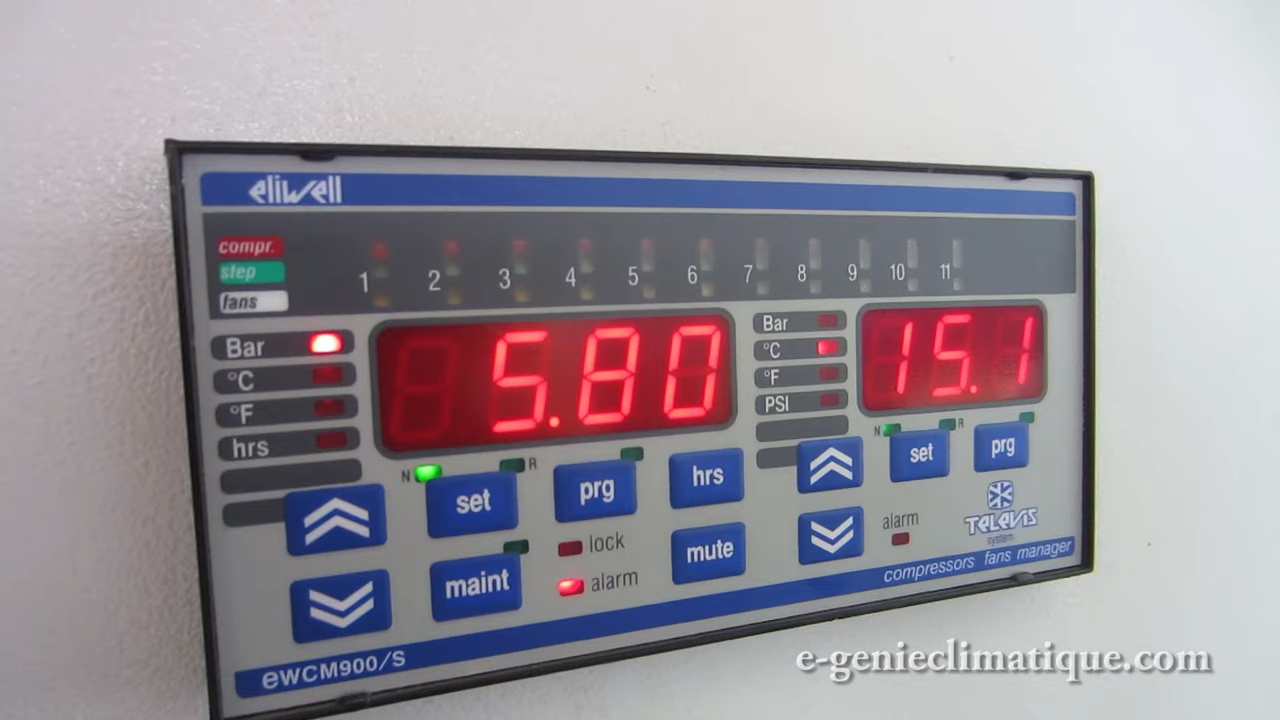 eliwell
compr.
step
fans
1 2 3 4 5 6 7 8 9 10 11
Bar
°C
°F
hrs
5.80
Bar
°C
°F
PSI
15.1
N R
set
prg
hrs
maint
lock
alarm
mute
N R
set
prg
alarm
TELEVIS
system
compressors fans manager
eWCM900/S
e-genieclimatique.com